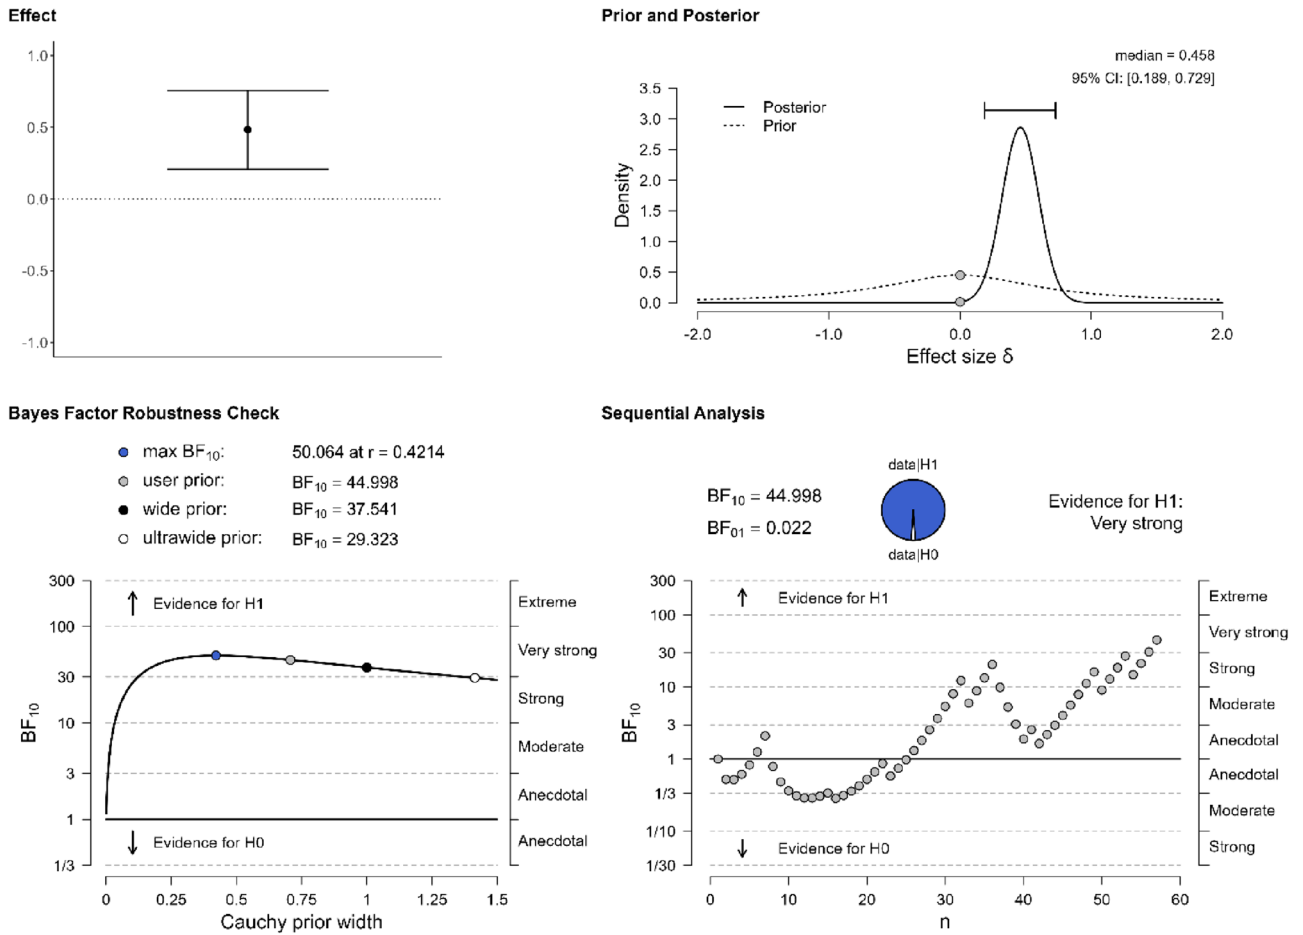 Effect
1.0
0.5
0.0
-0.5
-1.0
Prior and Posterior
median = 0.458
95% CI: [0.189, 0.729]
Posterior
Prior
Density
3.5
3.0
2.5
2.0
1.5
1.0
0.5
0.0
-2.0 -1.0 0.0 1.0 2.0
Effect size δ
Bayes Factor Robustness Check
max BF₁₀: 50.064 at r = 0.4214
user prior: BF₁₀ = 44.998
wide prior: BF₁₀ = 37.541
ultrawide prior: BF₁₀ = 29.323
BF₁₀
300
100
30
10
3
1
1/3
Evidence for H1
Evidence for H0
Extreme
Very strong
Strong
Moderate
Anecdotal
Anecdotal
0 0.25 0.5 0.75 1 1.25 1.5
Cauchy prior width
Sequential Analysis
data|H1
BF₁₀ = 44.998
BF₀₁ = 0.022
data|H0
Evidence for H1:
Very strong
BF₁₀
300
100
30
10
3
1
1/3
1/10
1/30
Evidence for H1
Evidence for H0
Extreme
Very strong
Strong
Moderate
Anecdotal
Anecdotal
Moderate
Strong
0 10 20 30 40 50 60
n